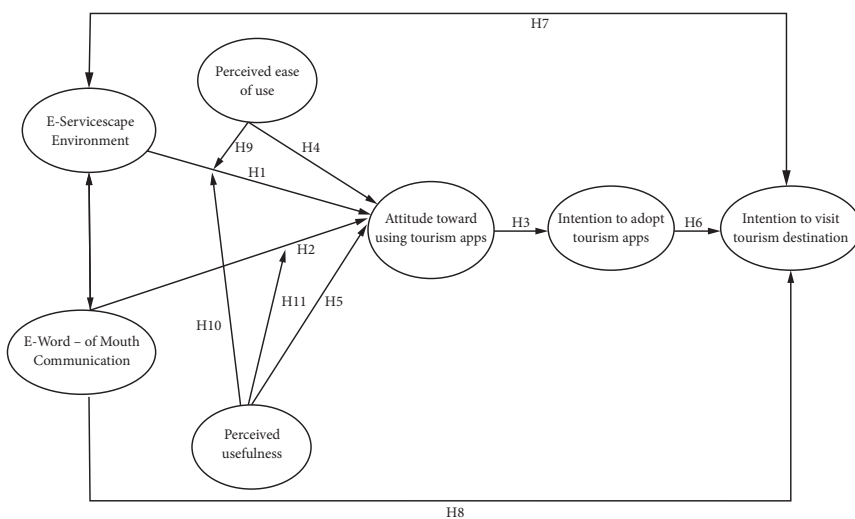 H7
Perceived ease
of use
E-Servicescape
Environment
H9
H4
H1
Attitude toward
using tourism apps
H3
Intention to adopt
tourism apps
H6
Intention to visit
tourism destination
H2
H11
H5
H10
E-Word – of Mouth
Communication
Perceived
usefulness
H8